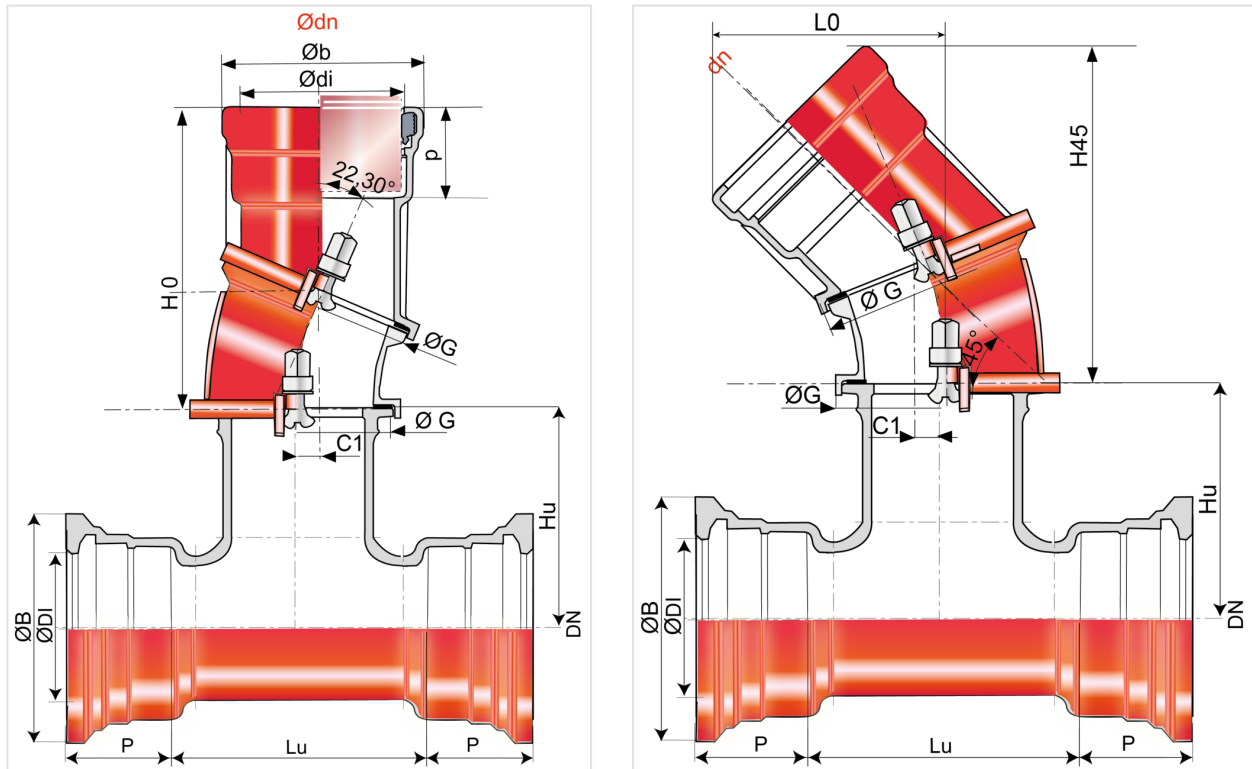 Ødn
Øb
Ødi
p
22,30°
H 0
ØG
Ø G
C1
Hu
ØB
ØDI
DN
P
Lu
P
L0
dn
H45
Ø G
45°
ØG
C1
Hu
ØB
ØDI
DN
P
Lu
P